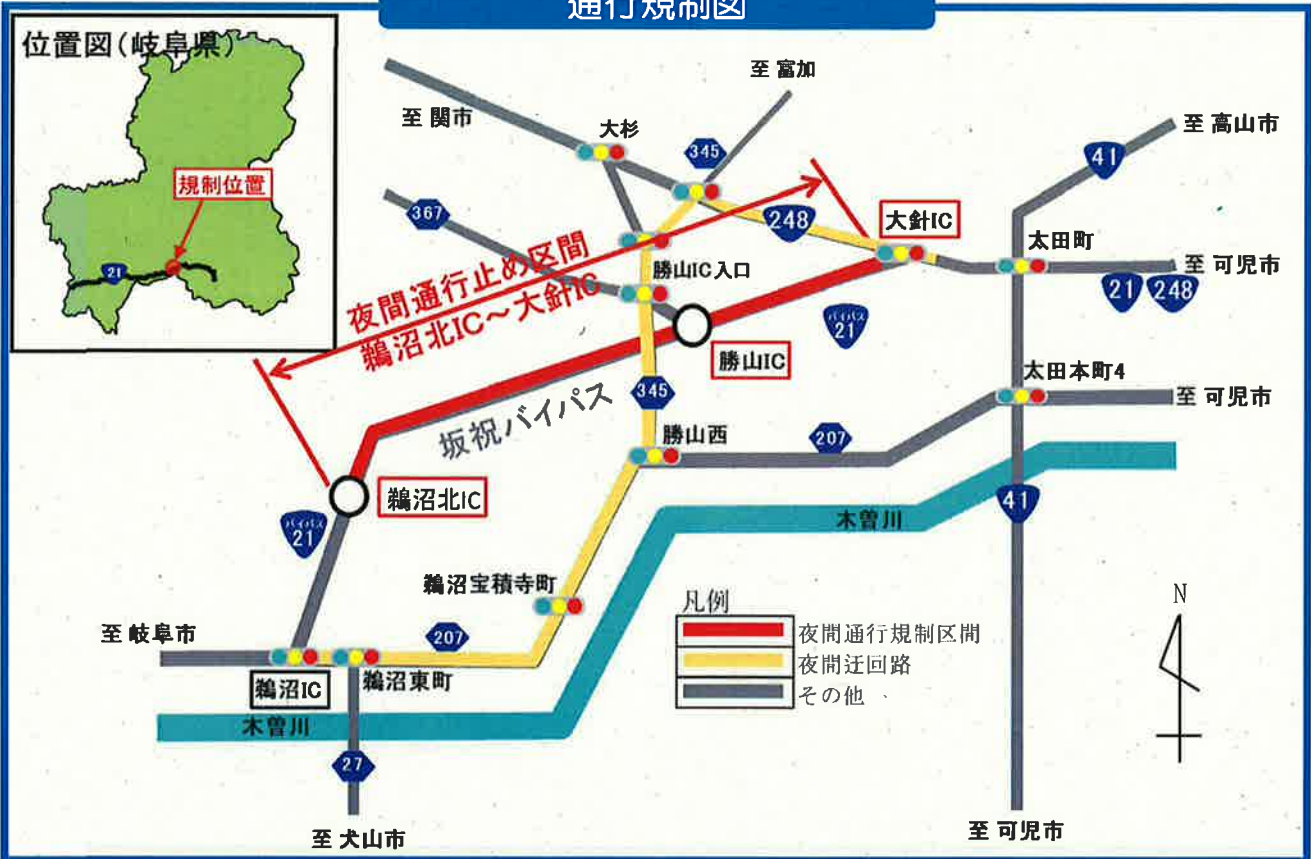 通行規制図
位置図(岐阜県)
規制位置
21
至 富加
至 関市
大杉
345
至 高山市
41
367
248
大針IC
太田町
至 可児市
21 248
夜間通行止め区間
鵜沼北IC～大針IC
勝山IC入口
バイパス
21
勝山IC
太田本町4
至 可児市
345
坂祝バイパス
勝山西
207
鵜沼北IC
41
バイパス
21
木曽川
鵜沼宝積寺町
凡例
夜間通行規制区間
夜間迂回路
その他
N
至 岐阜市
207
鵜沼IC
鵜沼東町
木曽川
27
至 犬山市
至 可児市